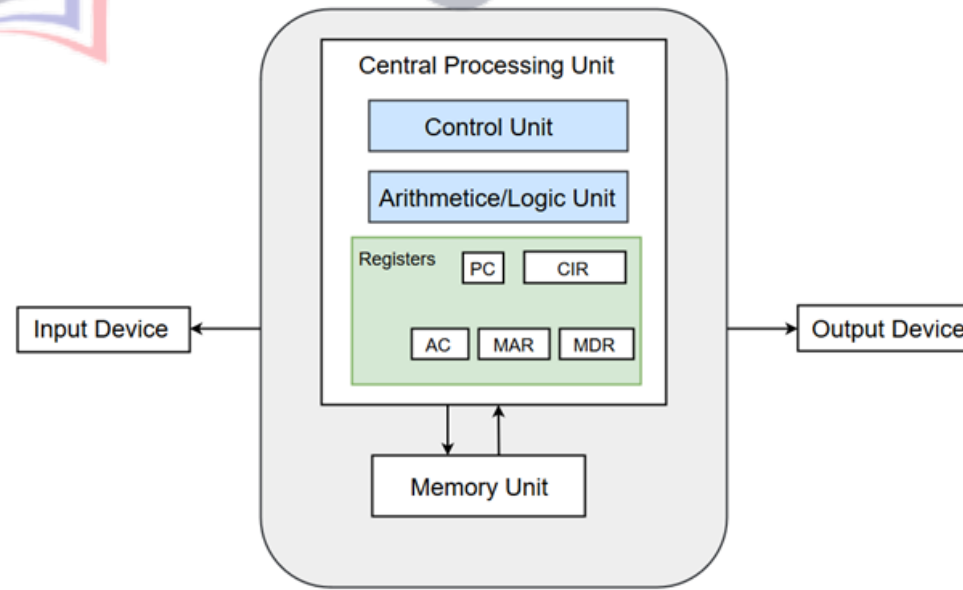 Central Processing Unit
Control Unit
Arithmetice/Logic Unit
Registers
PC
CIR
AC
MAR
MDR
Input Device
Output Device
Memory Unit